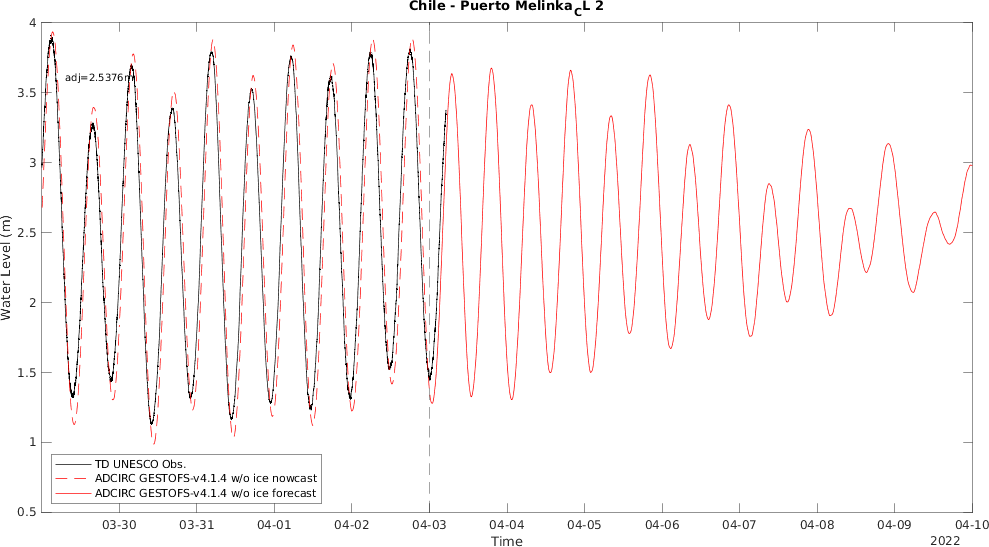 Chile - Puerto Melinka_CL 2
4
adj=2.5376m
3.5
3
2.5
2
1.5
1
0.5
Water Level (m)
TD UNESCO Obs.
ADCIRC GESTOFS-v4.1.4 w/o ice nowcast
ADCIRC GESTOFS-v4.1.4 w/o ice forecast
03-30 03-31 04-01 04-02 04-03 04-04 04-05 04-06 04-07 04-08 04-09 04-10
Time
2022